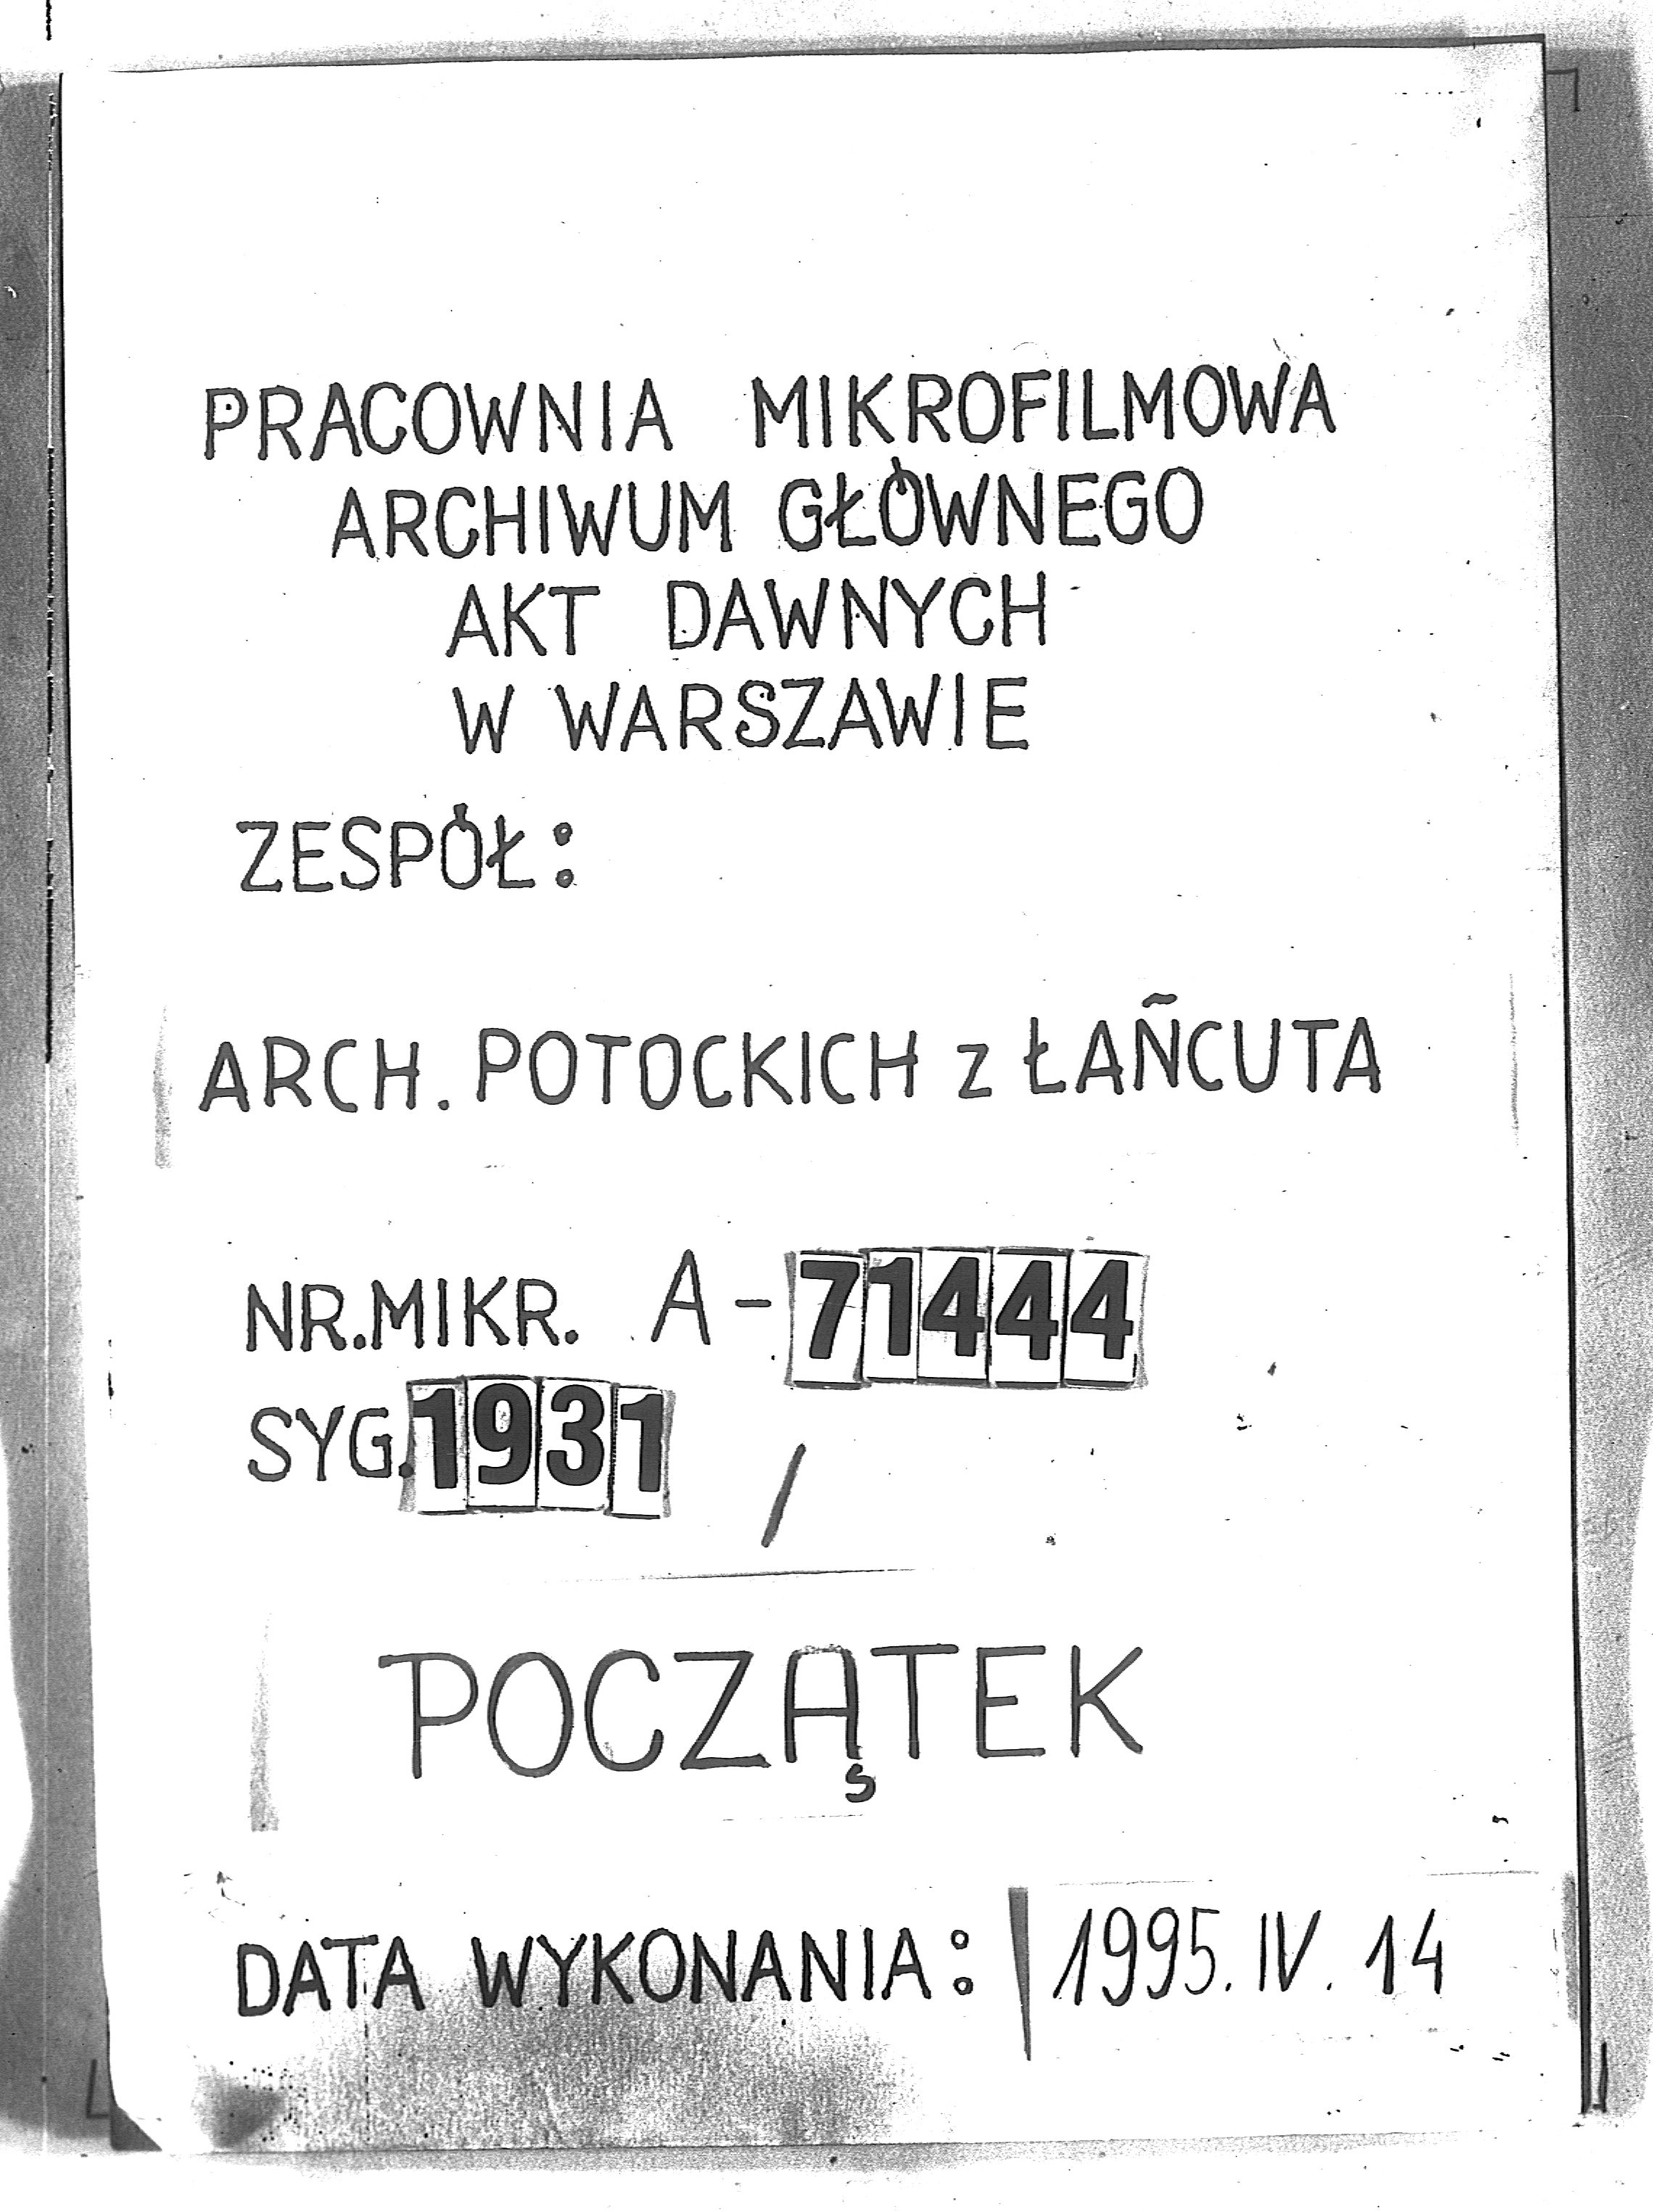 PRACOWNIA MIKROFILMOWA
ARCHIWUM GŁÓWNEGO
AKT DAWNYCH
W WARSZAWIE
ZESPÓŁ:
ARCH. POTOCKICH z ŁAŃCUTA
NR.MIKR. A-71444
SYG.1931 /
POCZĄTEK
DATA WYKONANIA: 1995. IV. 14